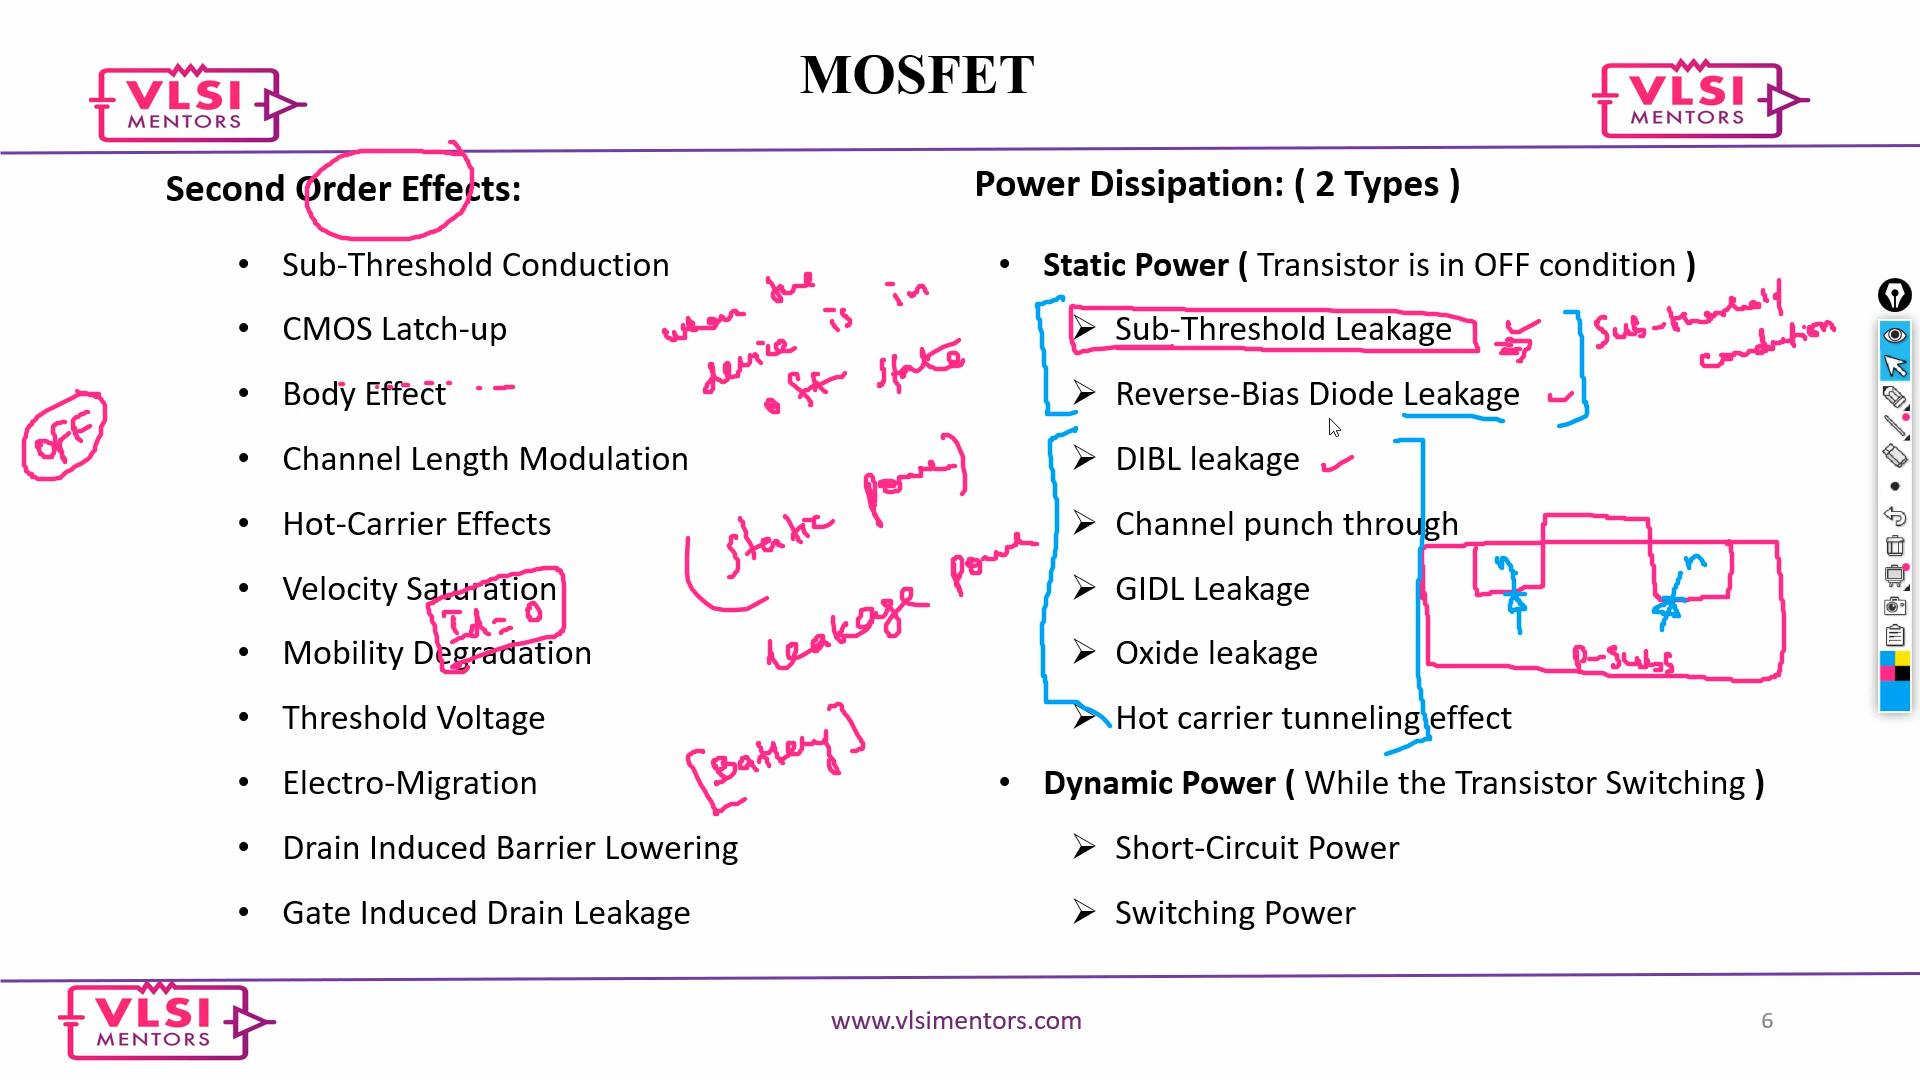 MOSFET
VLSI
MENTORS
VLSI
MENTORS
Second Order Effects:
• Sub-Threshold Conduction
• CMOS Latch-up
• Body Effect
• Channel Length Modulation
• Hot-Carrier Effects
• Velocity Saturation
• Mobility Degradation
• Threshold Voltage
• Electro-Migration
• Drain Induced Barrier Lowering
• Gate Induced Drain Leakage
OFF
Id = 0
when the
device is in
off state
(static power)
Leakage power
[Battery]
Power Dissipation: ( 2 Types )
• Static Power ( Transistor is in OFF condition )
➢ Sub-Threshold Leakage
➢ Reverse-Bias Diode Leakage
➢ DIBL leakage
➢ Channel punch through
➢ GIDL Leakage
➢ Oxide leakage
➢ Hot carrier tunneling effect
• Dynamic Power ( While the Transistor Switching )
➢ Short-Circuit Power
➢ Switching Power
Sub-threshold
conduction
n n
P-Subs
VLSI
MENTORS
www.vlsimentors.com
6